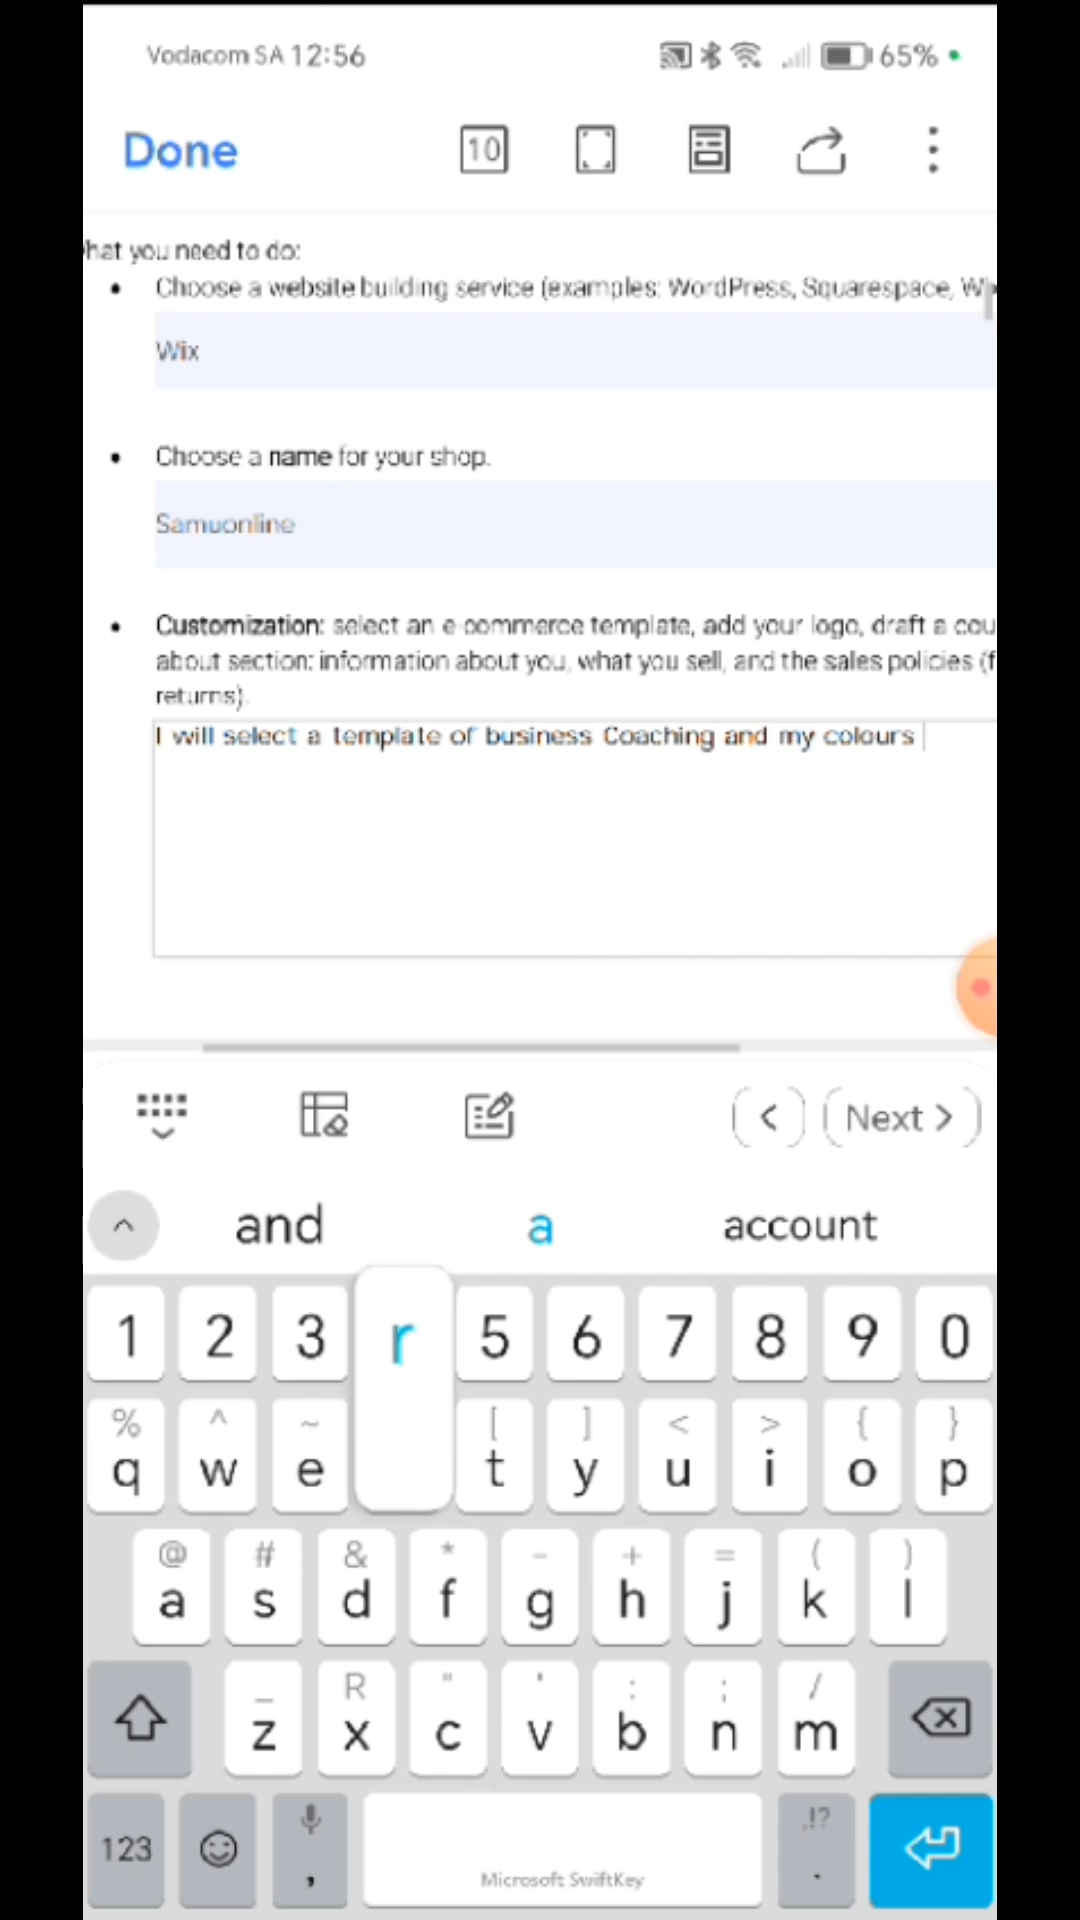 Vodacom SA 12:56
65%
Done
10
hat you need to do:
• Choose a website building service (examples: WordPress, Squarespace, Wix
Wix
• Choose a name for your shop.
Samuonline
• Customization: select an e-commerce template, add your logo, draft a cou
about section: information about you, what you sell, and the sales policies (f
returns).
I will select a template of business Coaching and my colours
Next >
and a account
1 2 3 r 5 6 7 8 9 0
% ^ ~ [ ] < > { }
q w e t y u i o p
@ # & * - + = ( )
a s d f g h j k l
_ R " ' : ; /
z x c v b n m
123 , Microsoft SwiftKey ,!? .